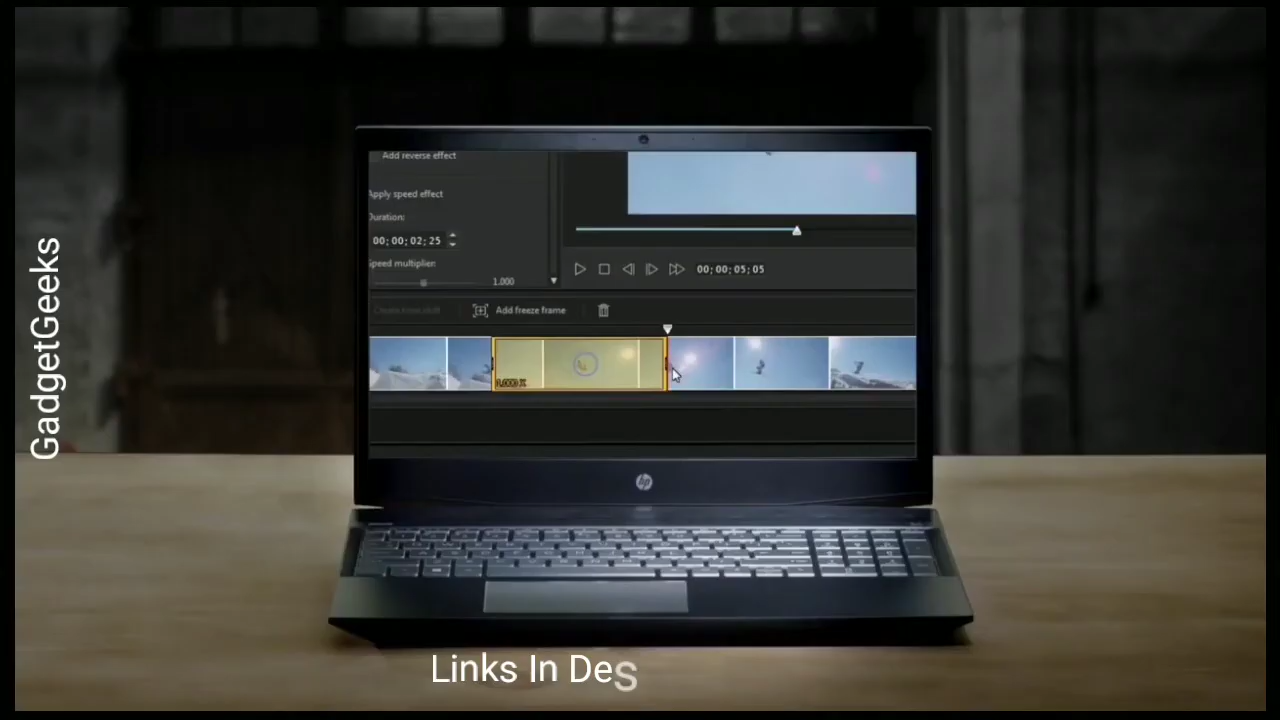 GadgetGeeks
Add reverse effect
Apply speed effect
Duration:
00; 00; 02; 25
Speed multiplier:
1.000
00; 00; 05; 05
Add freeze frame
hp
Links In Des